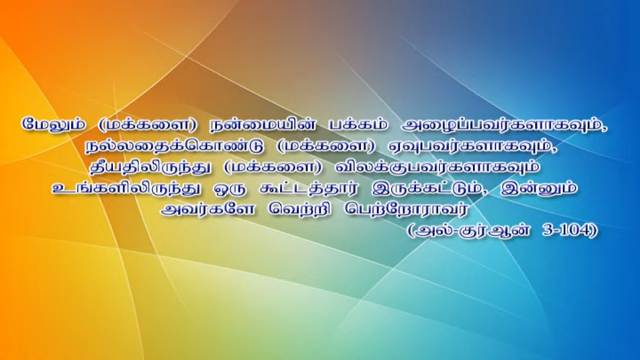 மேலும் (மக்களை) நன்மையின் பக்கம் அழைப்பவர்களாகவும்,
நல்லதைக்கொண்டு (மக்களை) ஏவுபவர்களாகவும்,
தீயதிலிருந்து (மக்களை) விலக்குபவர்களாகவும்
உங்களிலிருந்து ஒரு கூட்டத்தார் இருக்கட்டும், இன்னும்
அவர்களே வெற்றி பெற்றோராவர்
(அல்-குர்ஆன் 3-104)